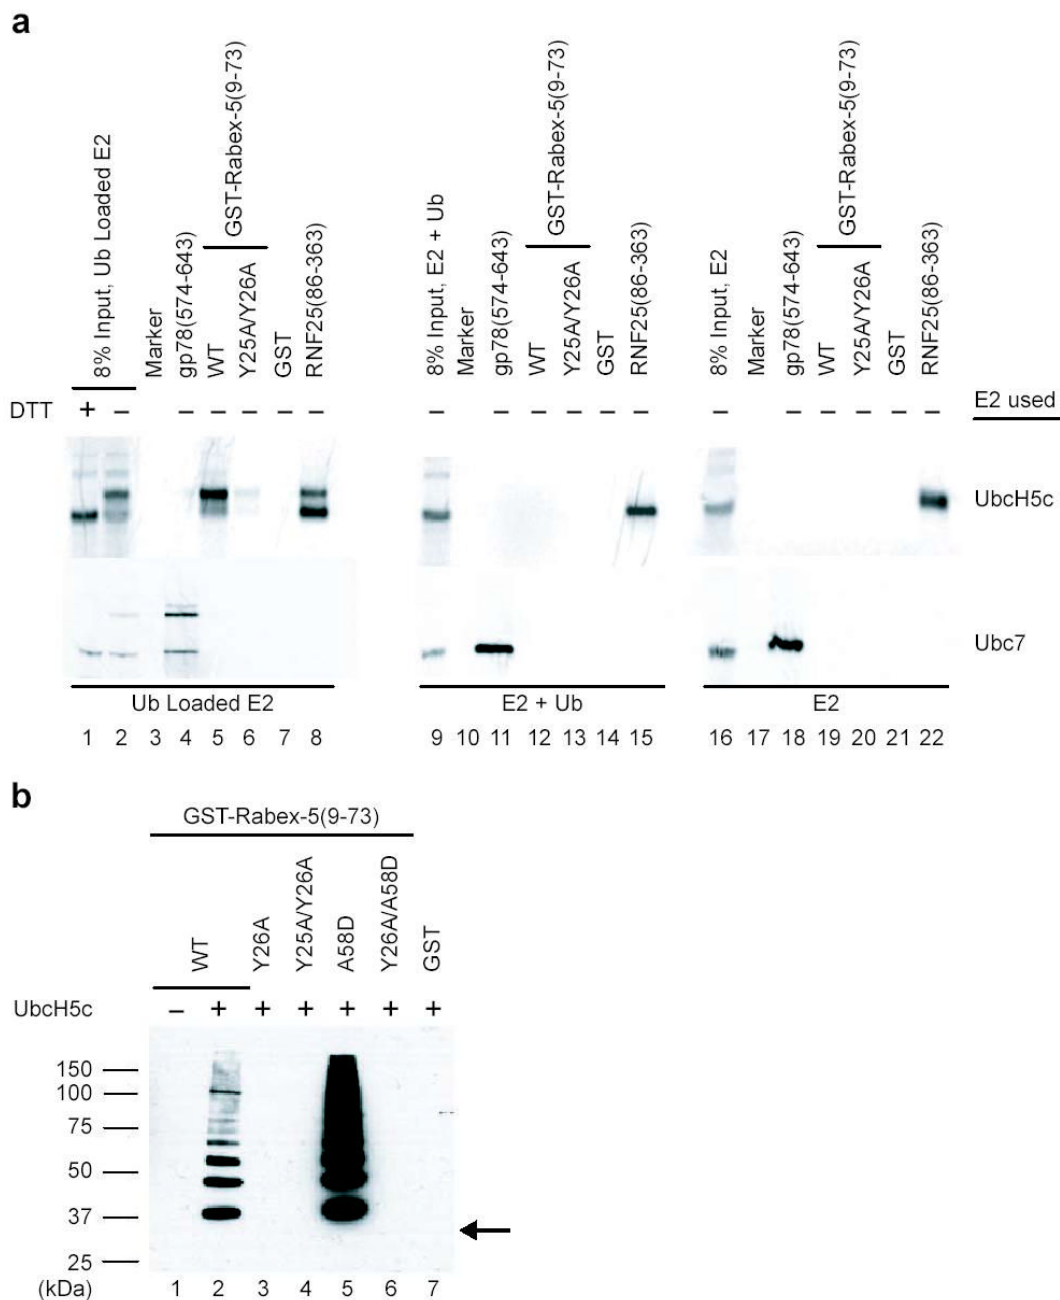 a
GST-Rabex-5(9-73)
GST-Rabex-5(9-73)
GST-Rabex-5(9-73)
8% Input, Ub Loaded E2
Marker
gp78(574-643)
WT
Y25A/Y26A
GST
RNF25(86-363)
8% Input, E2 + Ub
Marker
gp78(574-643)
WT
Y25A/Y26A
GST
RNF25(86-363)
8% Input, E2
Marker
gp78(574-643)
WT
Y25A/Y26A
GST
RNF25(86-363)
DTT + – – – – – – – – – – – – – – – – – E2 used
UbcH5c
Ubc7
Ub Loaded E2 E2 + Ub E2
1 2 3 4 5 6 7 8 9 10 11 12 13 14 15 16 17 18 19 20 21 22
b
GST-Rabex-5(9-73)
WT
Y26A
Y25A/Y26A
A58D
Y26A/A58D
GST
UbcH5c – + + + + + +
150
100
75
50
37
25
(kDa) 1 2 3 4 5 6 7